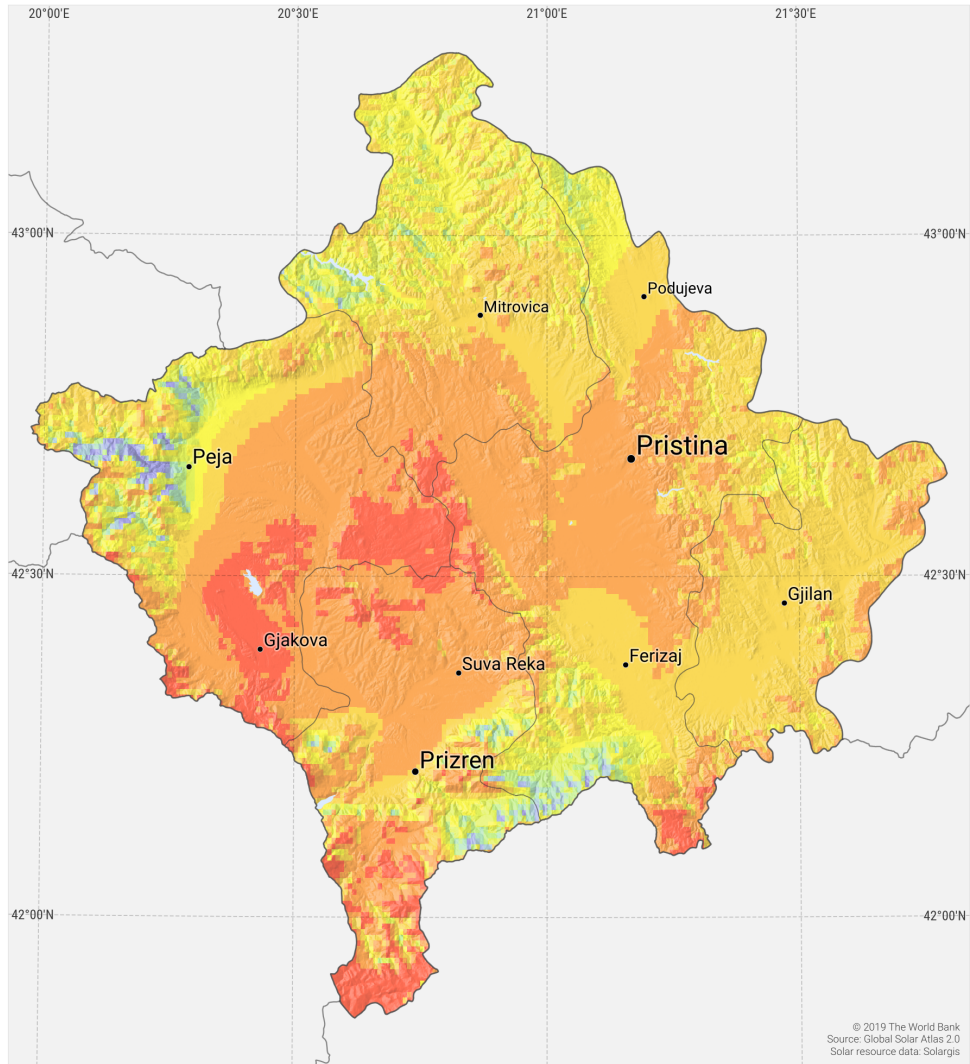 20°00'E
20°30'E
21°00'E
21°30'E
43°00'N
43°00'N
Podujeva
Mitrovica
Pristina
Peja
42°30'N
42°30'N
Gjilan
Gjakova
Suva Reka
Ferizaj
Prizren
42°00'N
42°00'N
© 2019 The World Bank
Source: Global Solar Atlas 2.0
Solar resource data: Solargis